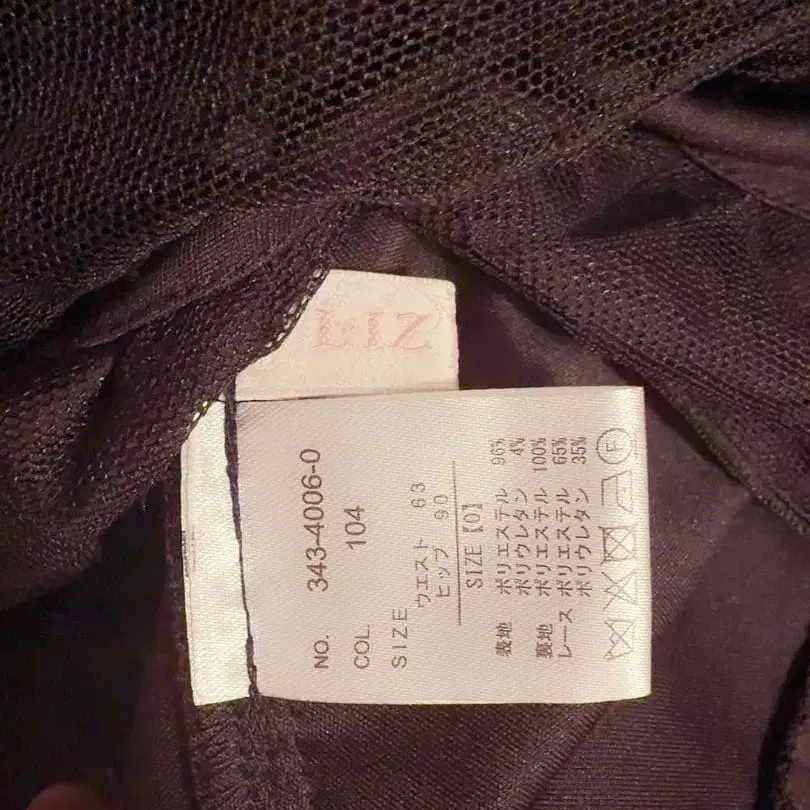 NO. 343-4006-0
COL. 104
SIZE
ウエスト 63
ヒップ 90
SIZE【0】
表地 ポリエステル 96%
ポリウレタン 4%
裏地 ポリエステル 100%
レース ポリエステル 65%
ポリウレタン 35%
F